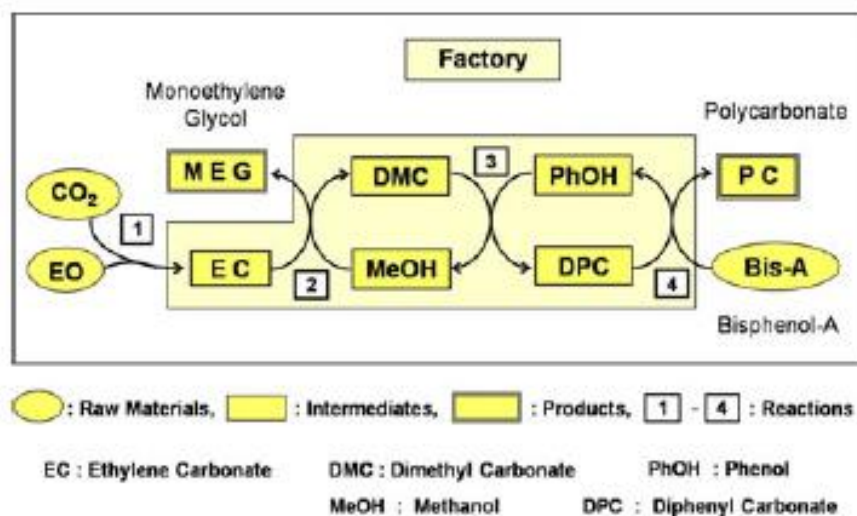 Factory
Monoethylene
Glycol
Polycarbonate
MEG
DMC
3
PhOH
PC
CO₂
1
EO
EC
2
MeOH
DPC
4
Bis-A
Bisphenol-A
: Raw Materials, : Intermediates, : Products, 1 - 4 : Reactions
EC : Ethylene Carbonate DMC : Dimethyl Carbonate PhOH : Phenol
MeOH : Methanol DPC : Diphenyl Carbonate